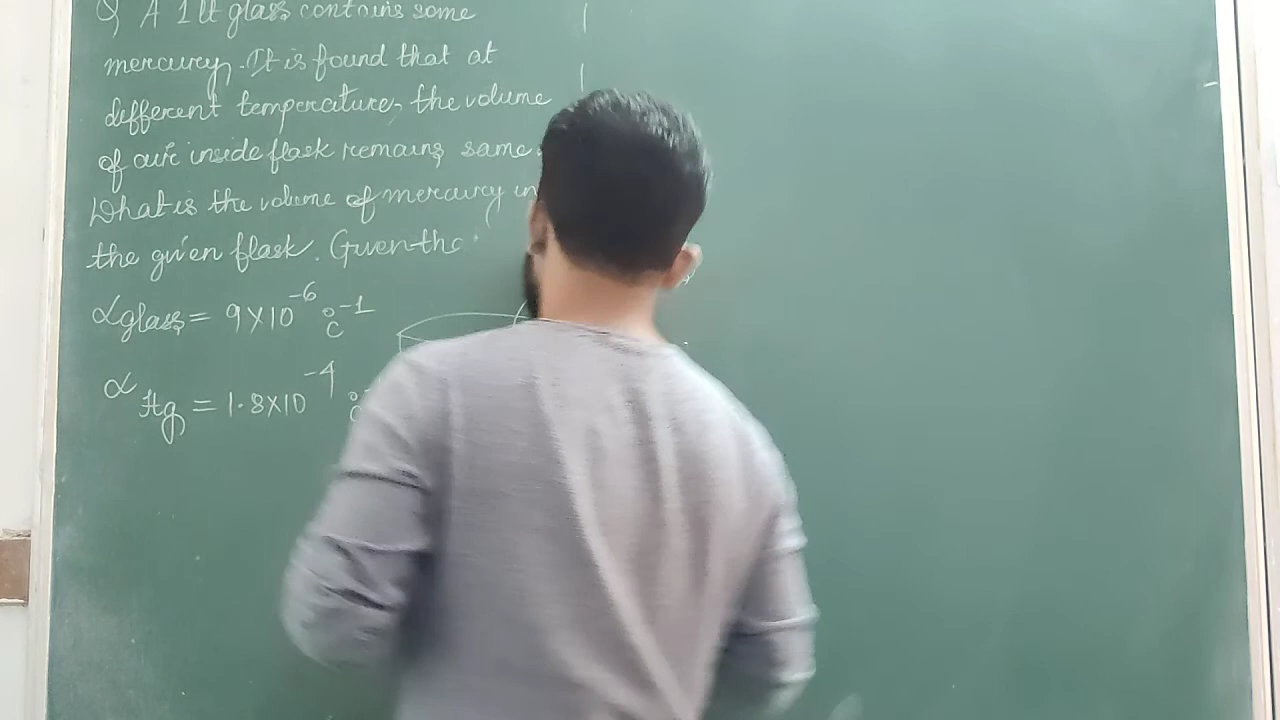 Q A 1 lt glass contains some
mercury. It is found that at
different temperature, the volume
of air inside flask remains same.
What is the volume of mercury in
the given flask. Given tha
αglass = 9×10⁻⁶ °C⁻¹
α Hg = 1.8×10⁻⁴ °